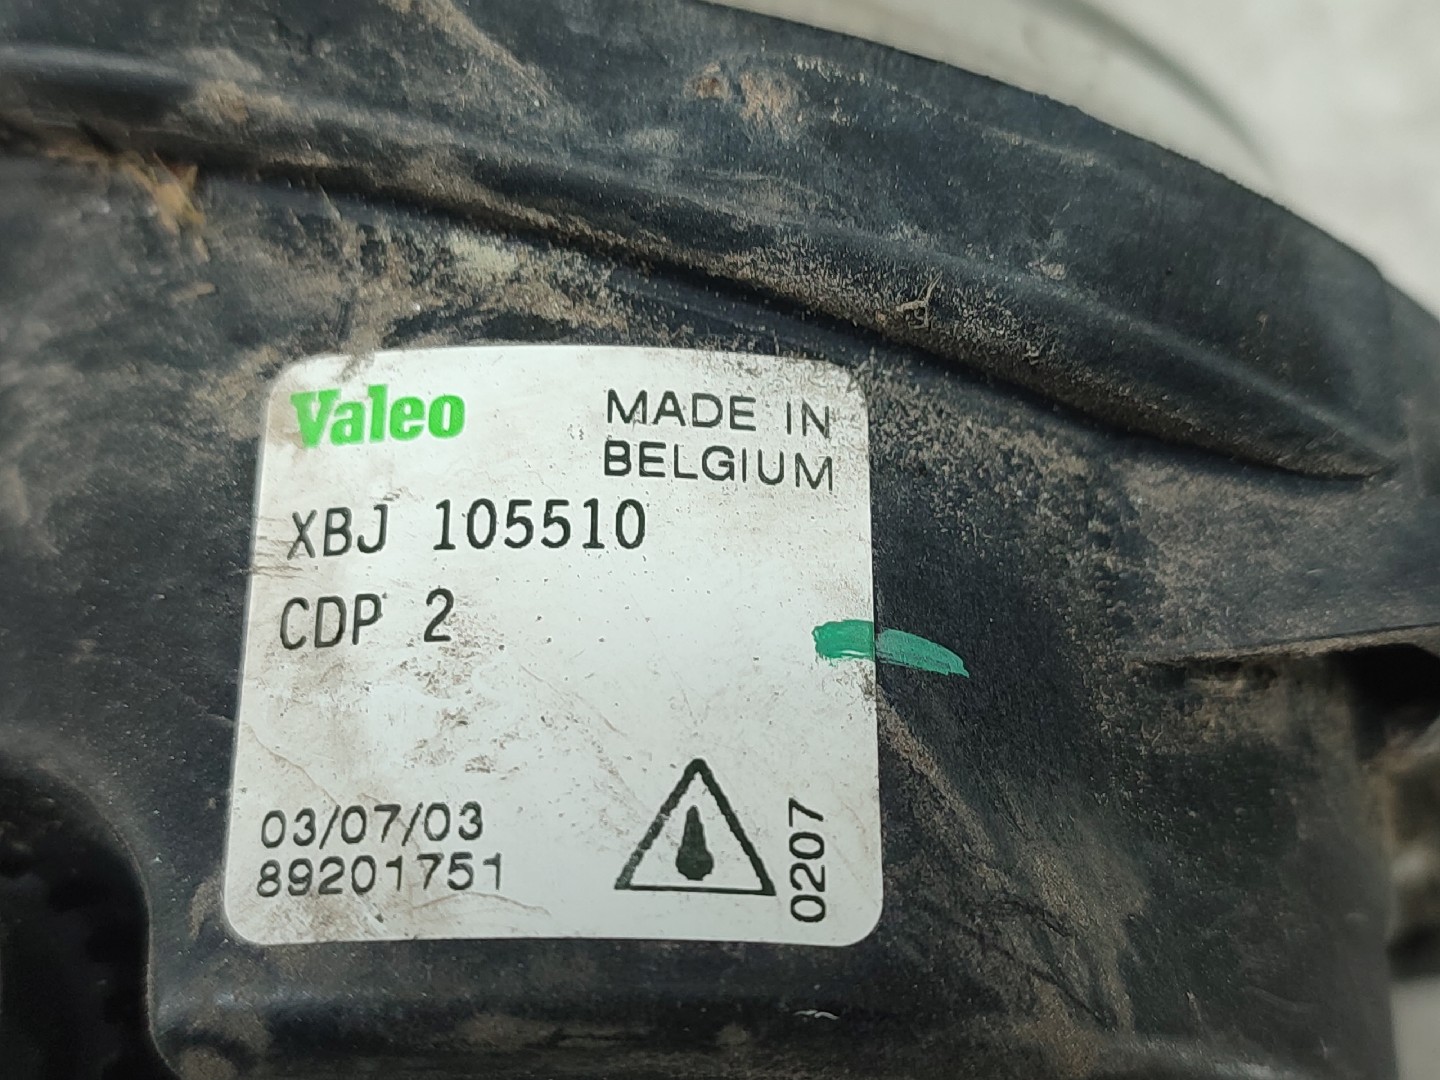 Valeo
MADE IN
BELGIUM
XBJ 105510
CDP 2
03/07/03
89201751
0207